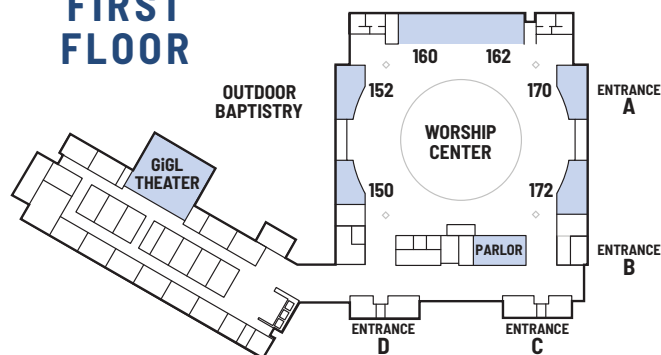 FIRST
FLOOR
160
162
152
170
OUTDOOR
BAPTISTRY
ENTRANCE
A
WORSHIP
CENTER
GiGL
THEATER
150
172
PARLOR
ENTRANCE
B
ENTRANCE
D
ENTRANCE
C